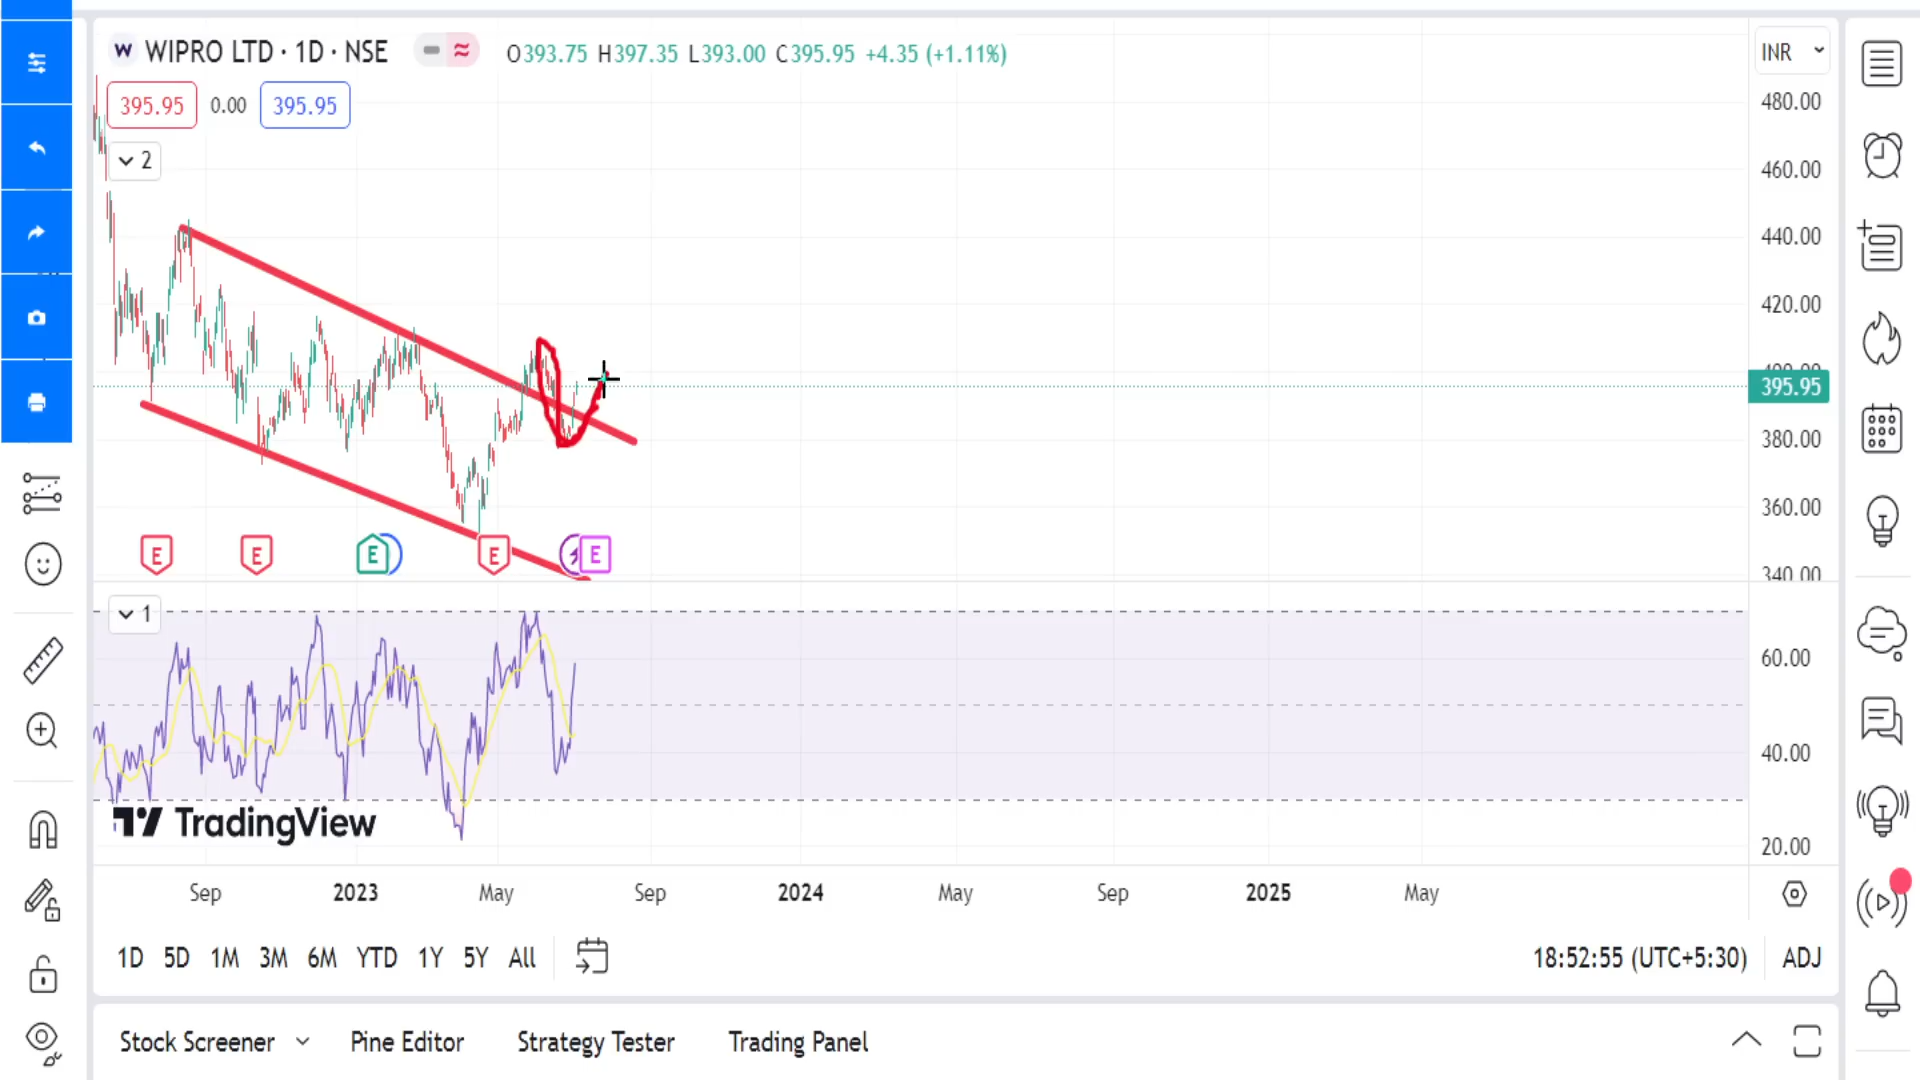 W WIPRO LTD · 1D · NSE O393.75 H397.35 L393.00 C395.95 +4.35 (+1.11%)
INR
395.95 0.00 395.95
2
480.00
460.00
440.00
420.00
400.00
395.95
380.00
360.00
340.00
E E E E E
1
60.00
40.00
20.00
TradingView
Sep 2023 May Sep 2024 May Sep 2025 May
1D 5D 1M 3M 6M YTD 1Y 5Y All 18:52:55 (UTC+5:30) ADJ
Stock Screener Pine Editor Strategy Tester Trading Panel